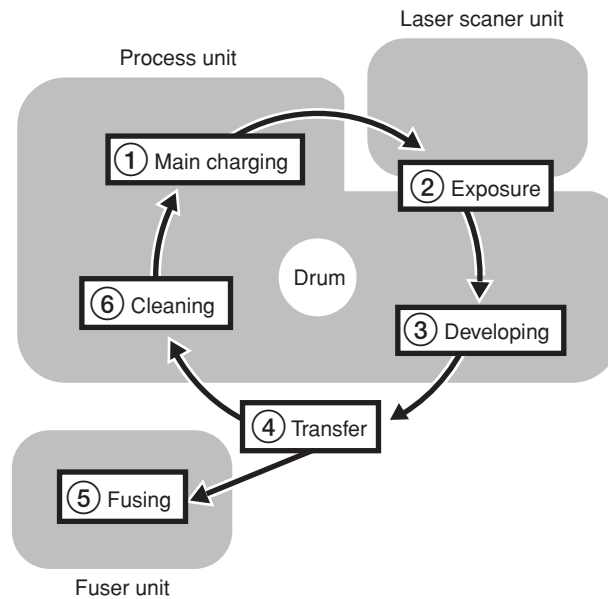 Laser scaner unit
Process unit
① Main charging
② Exposure
Drum
⑥ Cleaning
③ Developing
④ Transfer
⑤ Fusing
Fuser unit